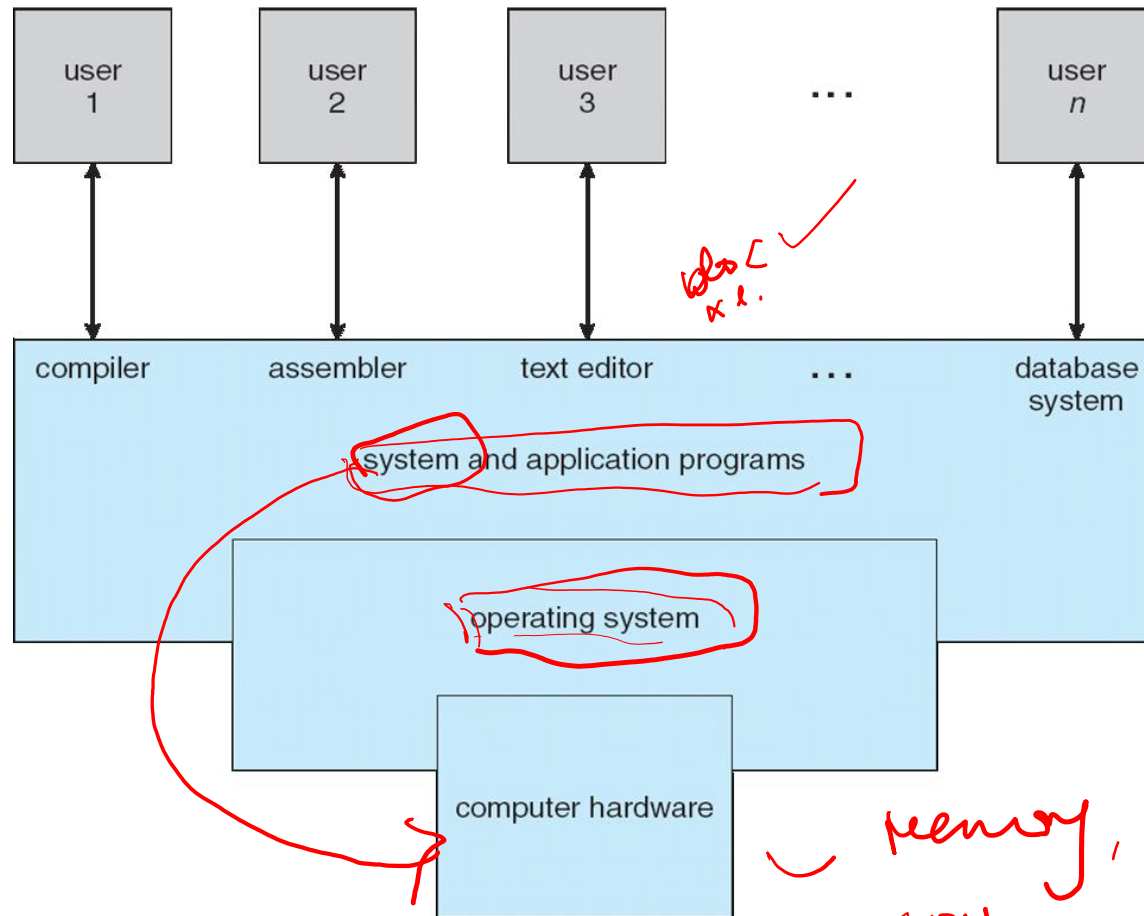 user
1
user
2
user
3
...
user
n
compiler
assembler
text editor
...
database
system
system and application programs
operating system
computer hardware
Memory,